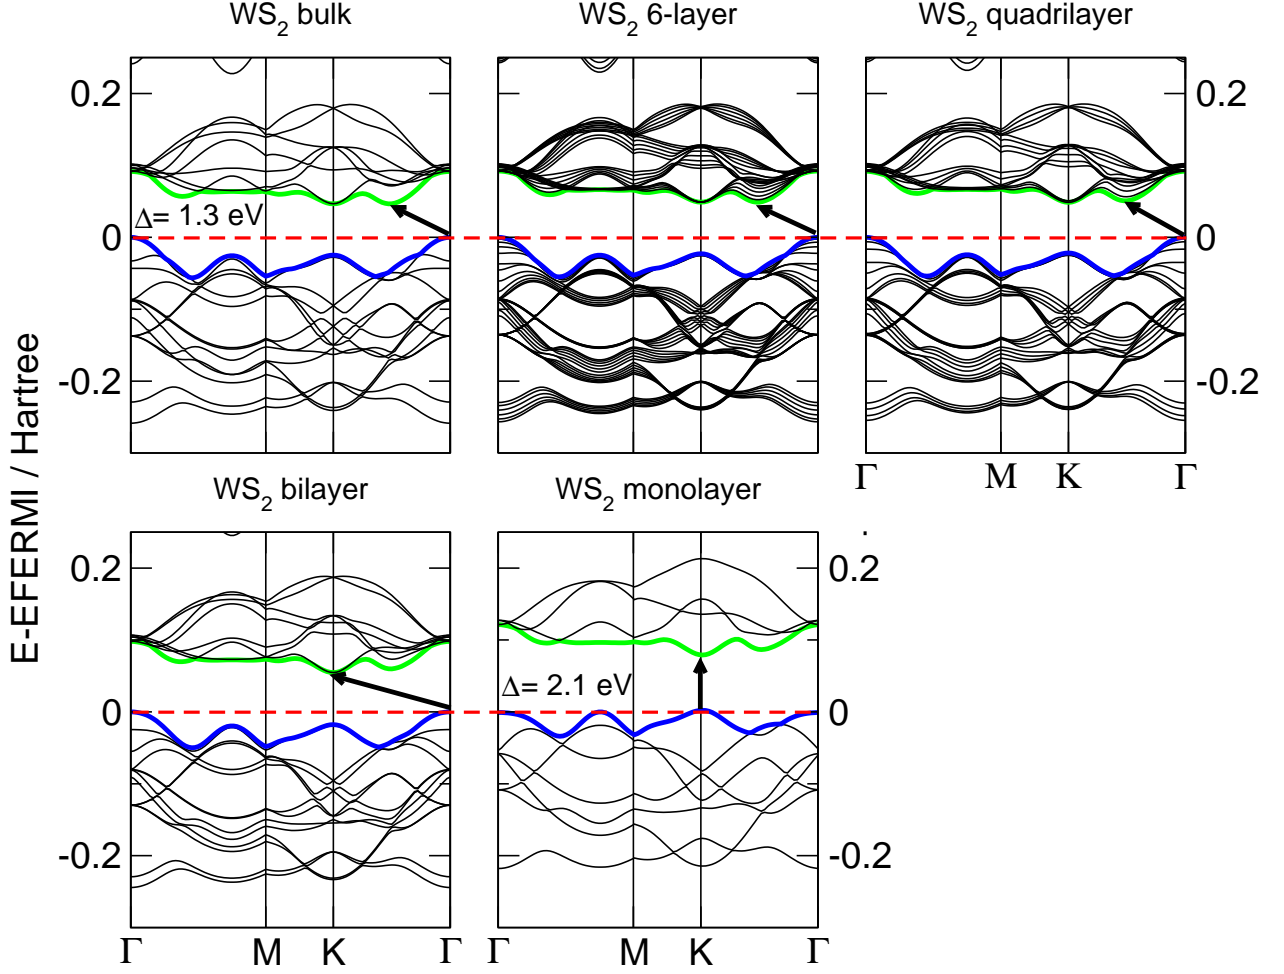 WS2 bulk
WS2 6-layer
WS2 quadrilayer
0.2
0
-0.2
Δ= 1.3 eV
0.2
0
-0.2
Γ M K Γ
E-EFERMI / Hartree
WS2 bilayer
WS2 monolayer
0.2
0
-0.2
Δ= 2.1 eV
0.2
0
-0.2
Γ M K Γ
Γ M K Γ